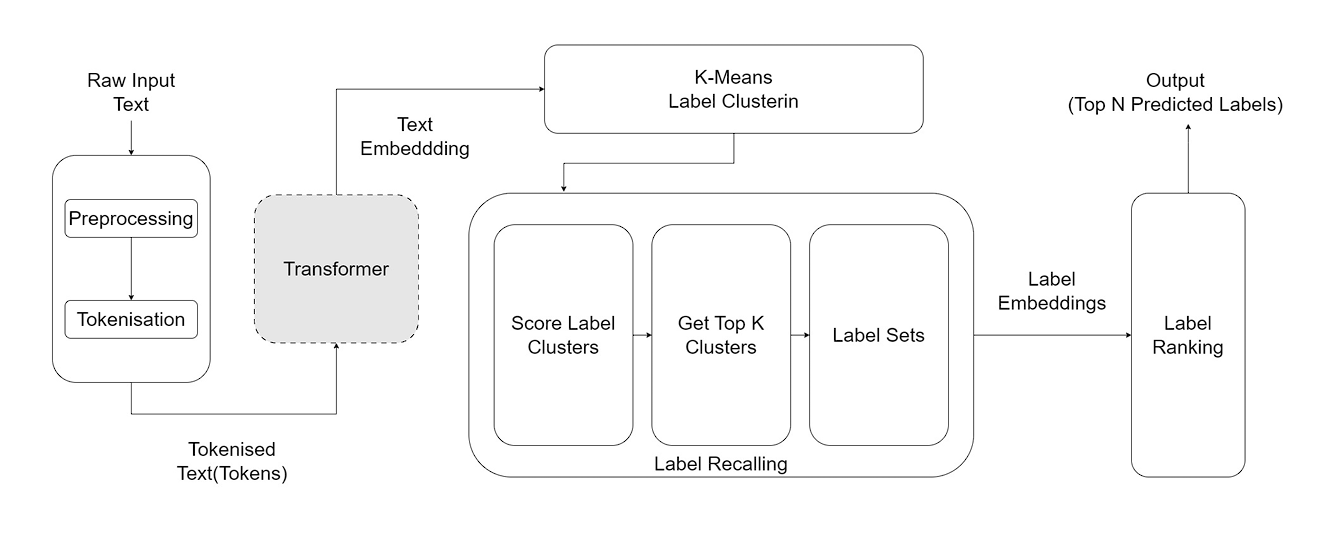 Raw Input
Text
Preprocessing
Tokenisation
Tokenised
Text(Tokens)
Transformer
Text
Embeddding
K-Means
Label Clusterin
Score Label
Clusters
Get Top K
Clusters
Label Sets
Label Recalling
Label
Embeddings
Label
Ranking
Output
(Top N Predicted Labels)